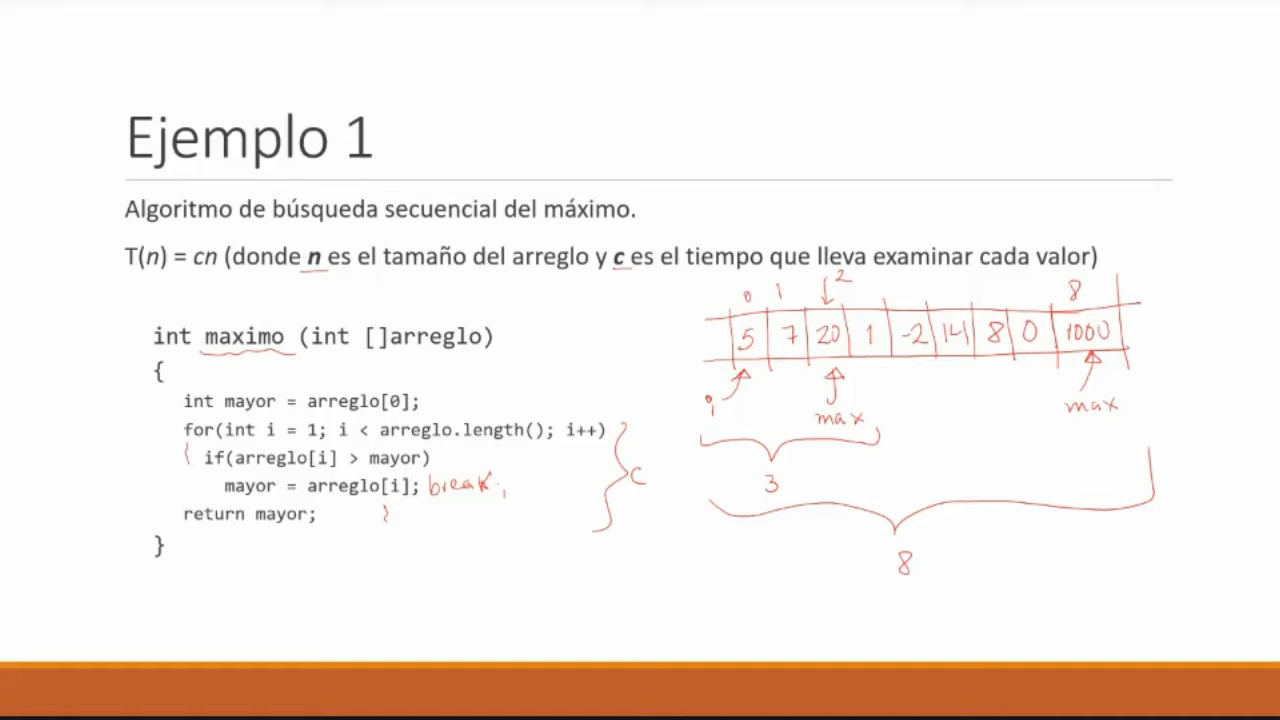 Ejemplo 1
Algoritmo de búsqueda secuencial del máximo.
T(n) = cn (donde n es el tamaño del arreglo y c es el tiempo que lleva examinar cada valor)
int maximo (int []arreglo)
{
int mayor = arreglo[0];
for(int i = 1; i < arreglo.length(); i++)
{ if(arreglo[i] > mayor)
mayor = arreglo[i]; break;
return mayor; }
}
C
0 1 2 8
5 7 20 1 -2 14 8 0 1000
i max max
3
8